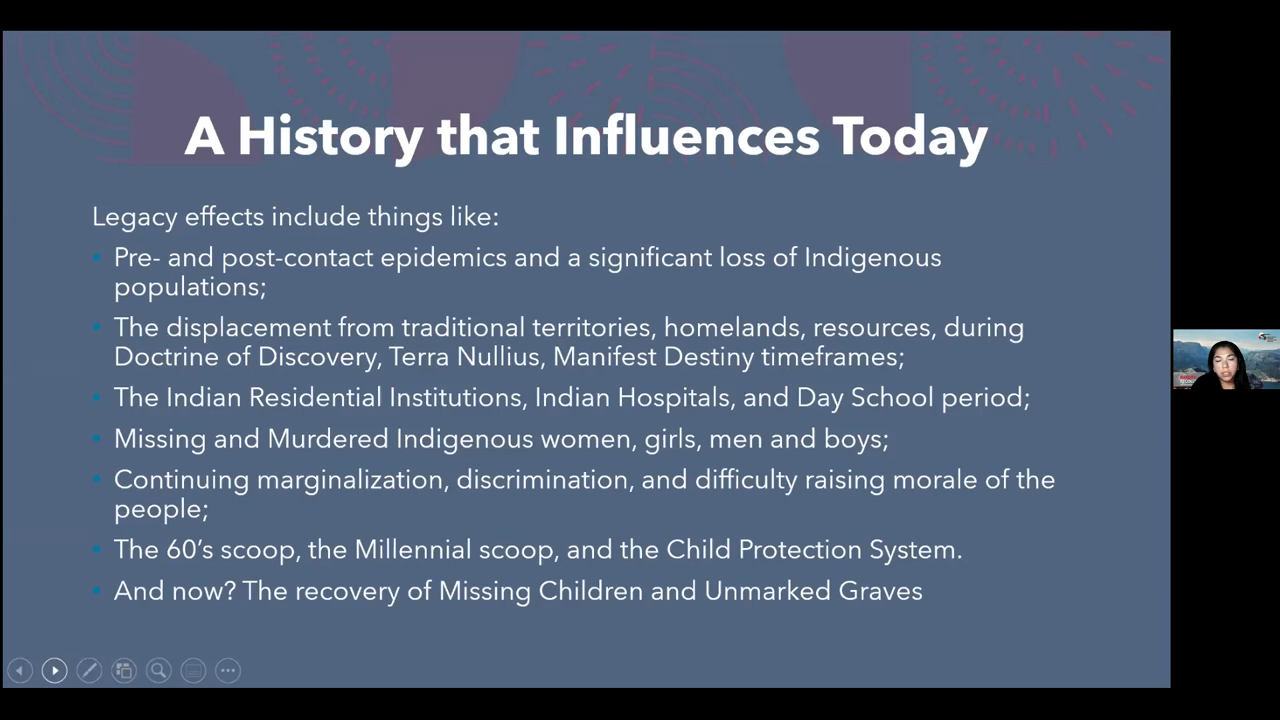 A History that Influences Today
Legacy effects include things like:
• Pre- and post-contact epidemics and a significant loss of Indigenous
populations;
• The displacement from traditional territories, homelands, resources, during
Doctrine of Discovery, Terra Nullius, Manifest Destiny timeframes;
• The Indian Residential Institutions, Indian Hospitals, and Day School period;
• Missing and Murdered Indigenous women, girls, men and boys;
• Continuing marginalization, discrimination, and difficulty raising morale of the
people;
• The 60's scoop, the Millennial scoop, and the Child Protection System.
• And now? The recovery of Missing Children and Unmarked Graves